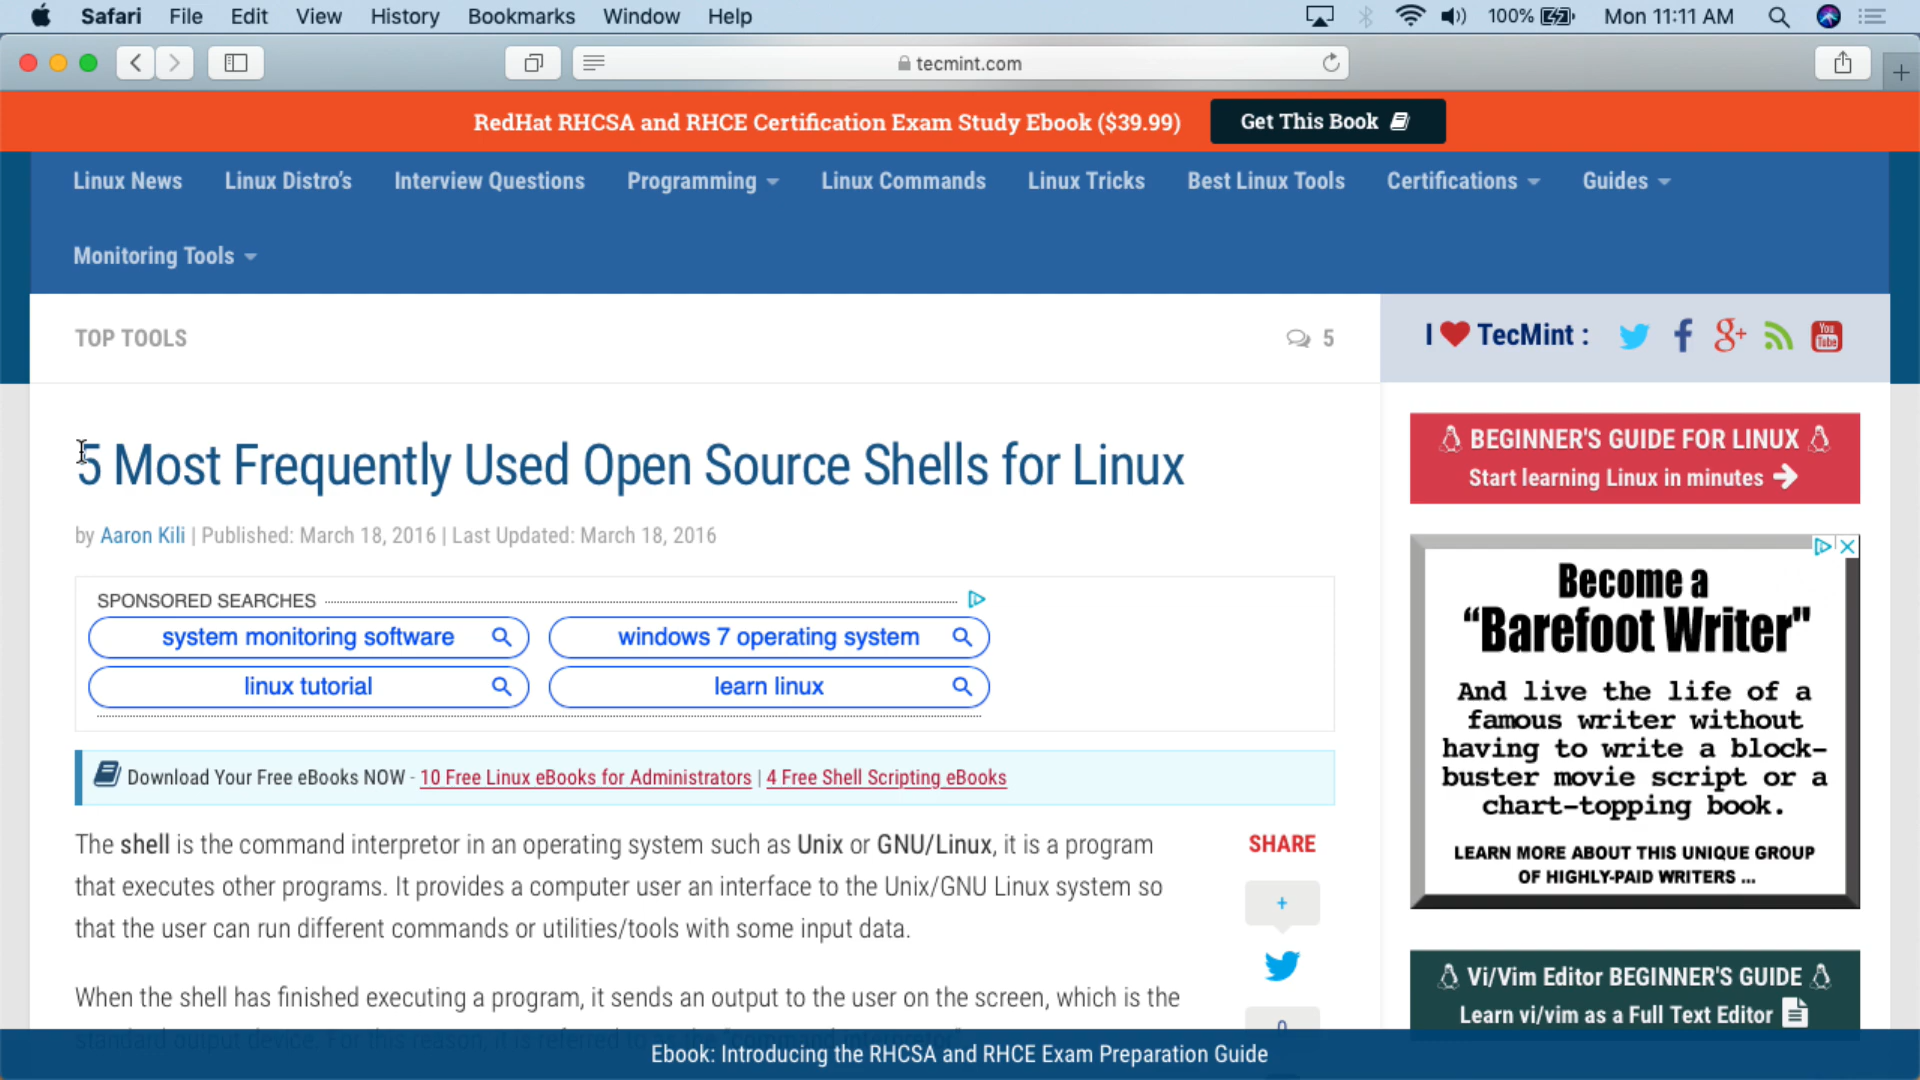 Safari File Edit View History Bookmarks Window Help 100% Mon 11:11 AM
tecmint.com
RedHat RHCSA and RHCE Certification Exam Study Ebook ($39.99) Get This Book
Linux News Linux Distro's Interview Questions Programming Linux Commands Linux Tricks Best Linux Tools Certifications Guides
Monitoring Tools
TOP TOOLS 5
I TecMint : g+ You Tube
5 Most Frequently Used Open Source Shells for Linux
by Aaron Kili | Published: March 18, 2016 | Last Updated: March 18, 2016
SPONSORED SEARCHES
system monitoring software windows 7 operating system
linux tutorial learn linux
Download Your Free eBooks NOW - 10 Free Linux eBooks for Administrators | 4 Free Shell Scripting eBooks
The shell is the command interpretor in an operating system such as Unix or GNU/Linux, it is a program
that executes other programs. It provides a computer user an interface to the Unix/GNU Linux system so
that the user can run different commands or utilities/tools with some input data.
When the shell has finished executing a program, it sends an output to the user on the screen, which is the
SHARE
+
BEGINNER'S GUIDE FOR LINUX
Start learning Linux in minutes
Become a
"Barefoot Writer"
And live the life of a
famous writer without
having to write a block-
buster movie script or a
chart-topping book.
LEARN MORE ABOUT THIS UNIQUE GROUP
OF HIGHLY-PAID WRITERS ...
Vi/Vim Editor BEGINNER'S GUIDE
Learn vi/vim as a Full Text Editor
Ebook: Introducing the RHCSA and RHCE Exam Preparation Guide